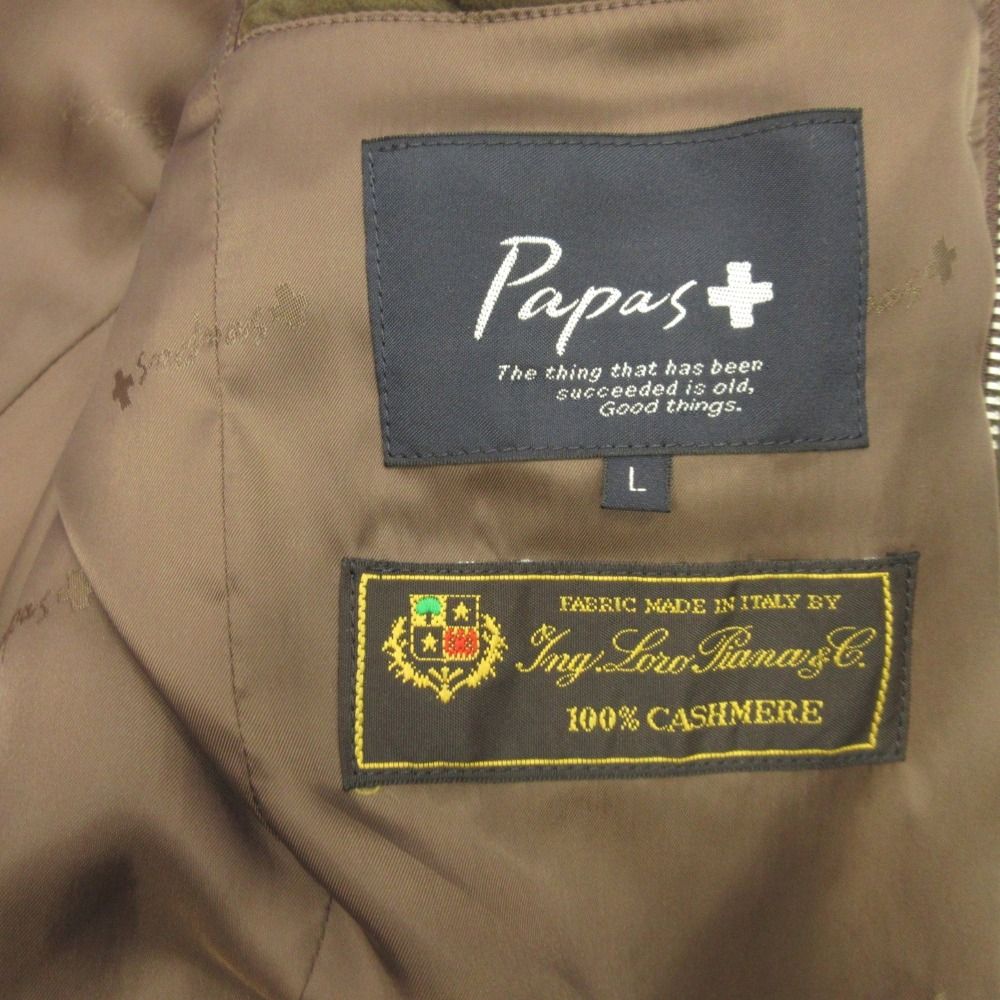 Papas+
The thing that has been
succeeded is old,
Good things.
L
FABRIC MADE IN ITALY BY
Ing Loro Piana & C.
100% CASHMERE